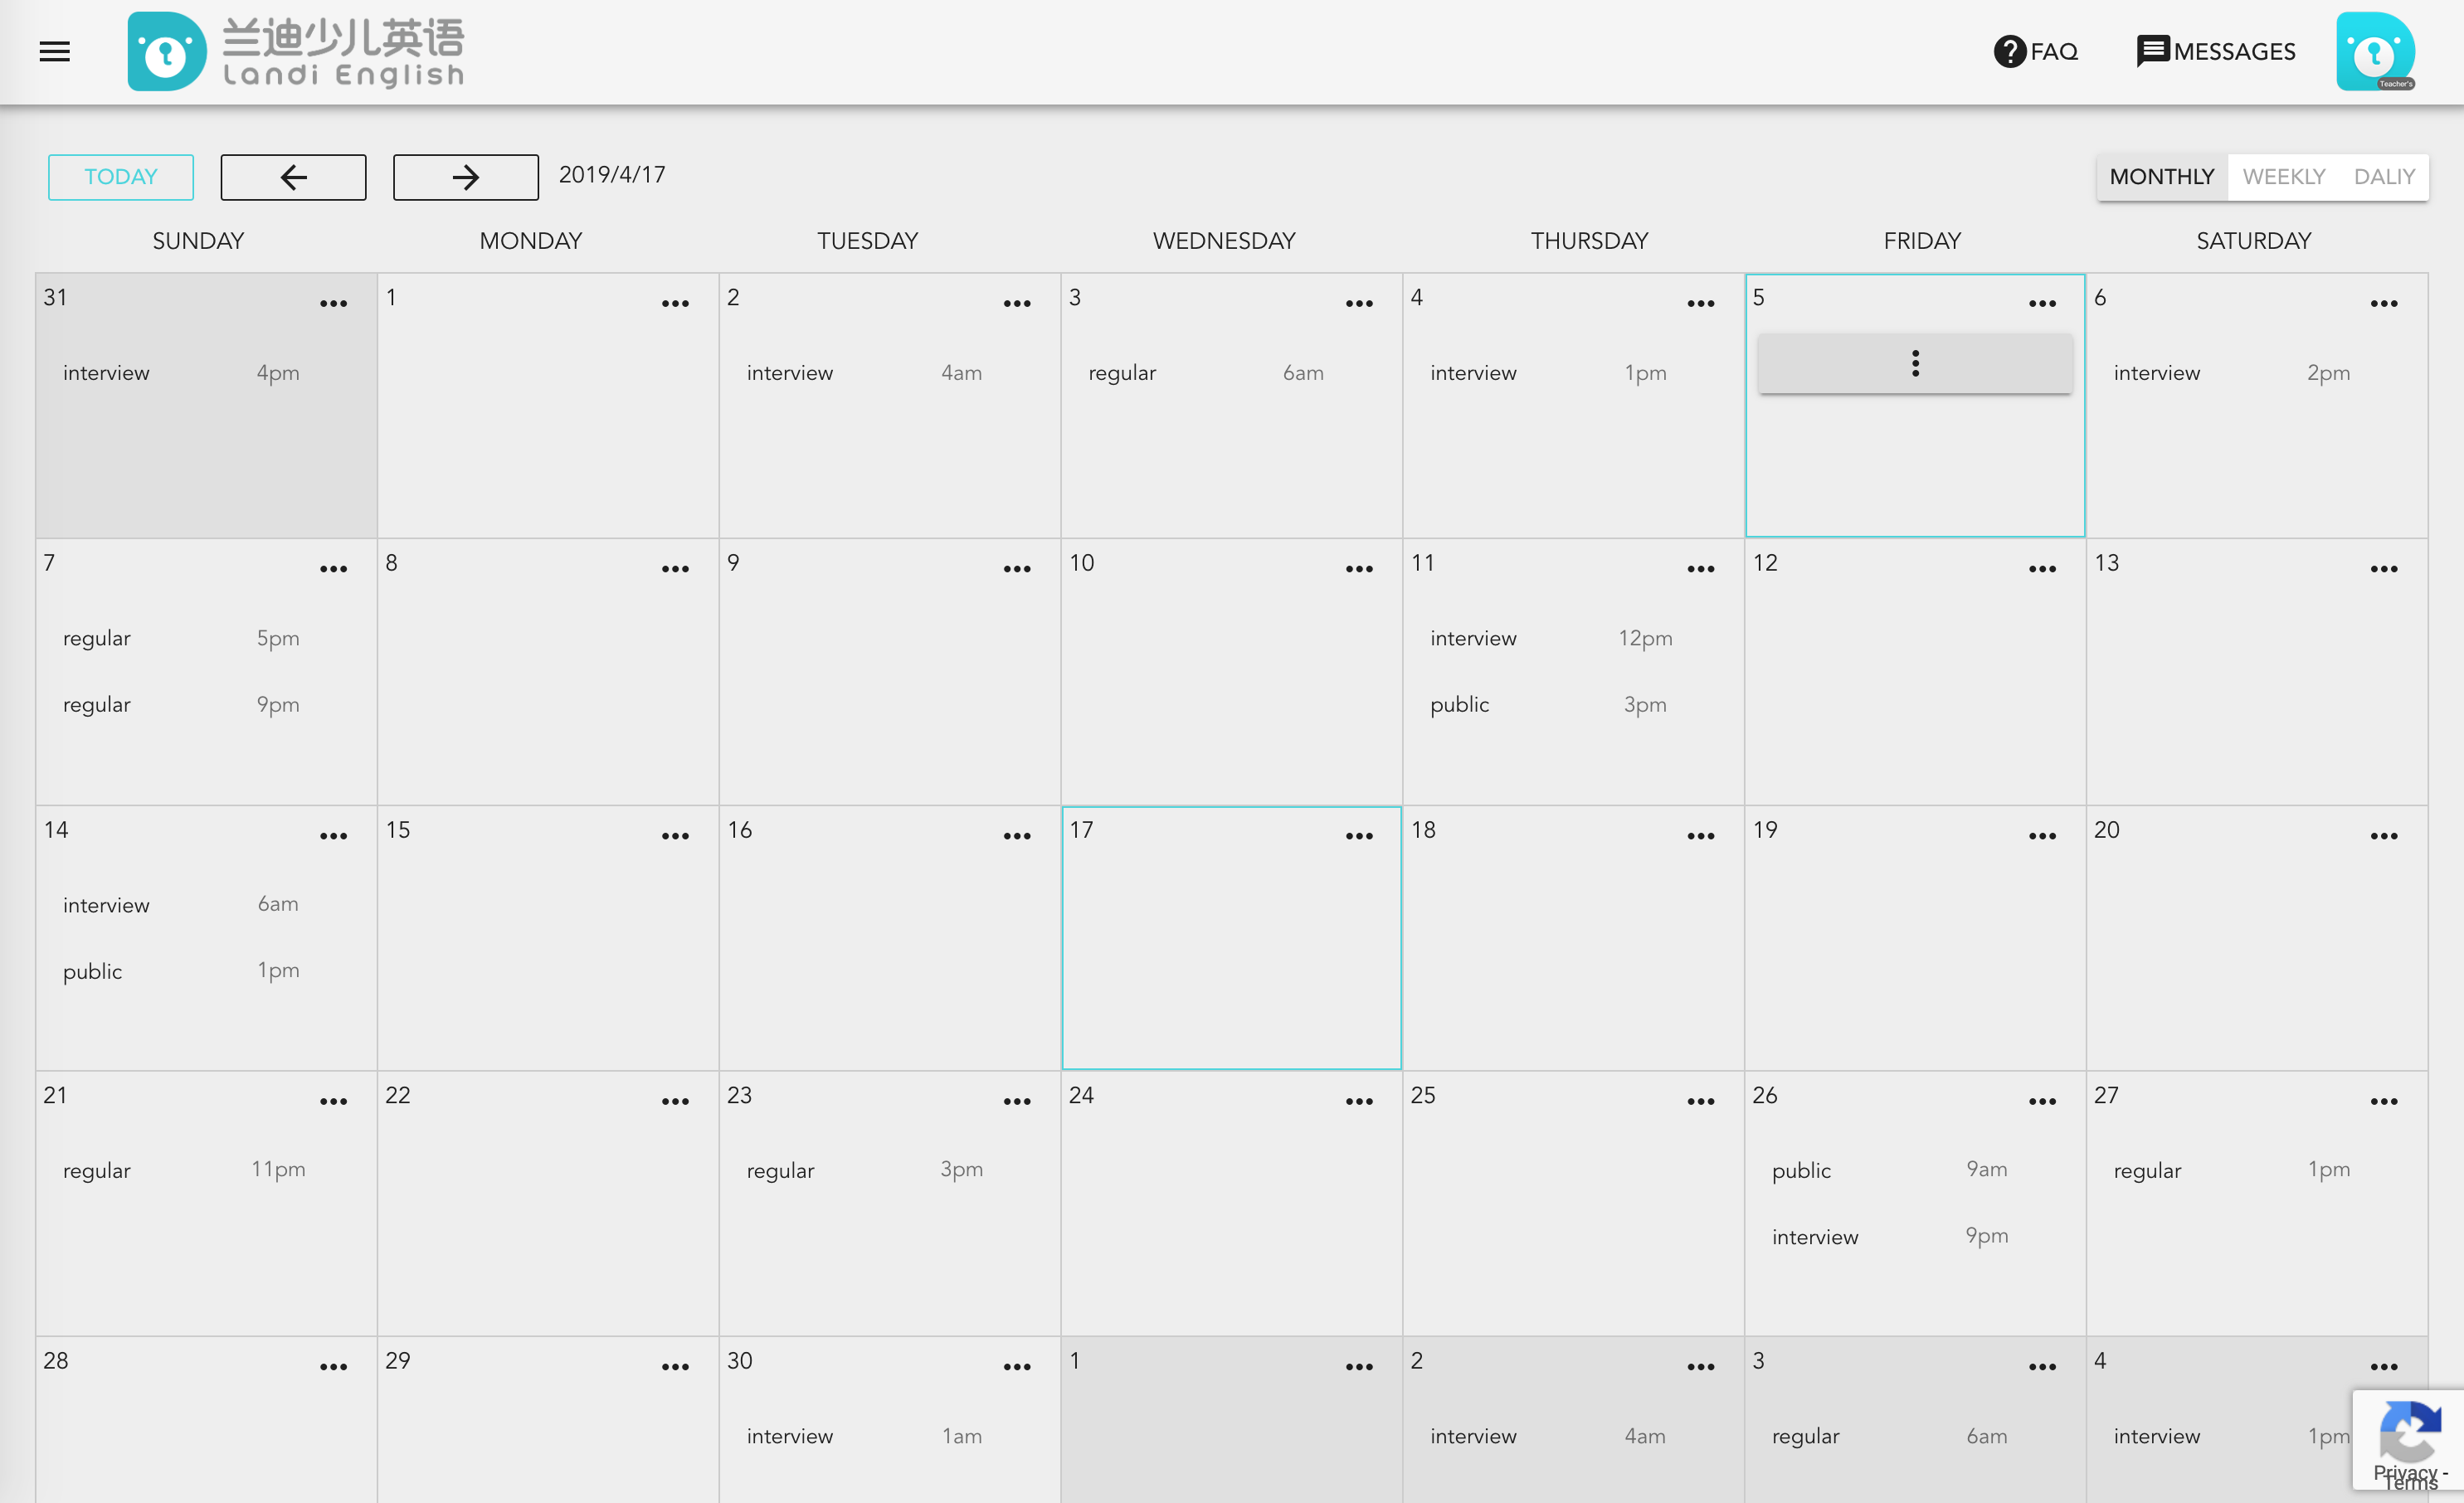 兰迪少儿英语
Landi English
FAQ
MESSAGES
Teacher's
TODAY
2019/4/17
MONTHLY WEEKLY DALIY
SUNDAY MONDAY TUESDAY WEDNESDAY THURSDAY FRIDAY SATURDAY
31 1 2 3 4 5 6
interview 4pm interview 4am regular 6am interview 1pm interview 2pm
7 8 9 10 11 12 13
regular 5pm interview 12pm
regular 9pm public 3pm
14 15 16 17 18 19 20
interview 6am
public 1pm
21 22 23 24 25 26 27
regular 11pm regular 3pm public 9am regular 1pm
interview 9pm
28 29 30 1 2 3 4
interview 1am interview 4am regular 6am interview 1pm
Privacy -
Terms